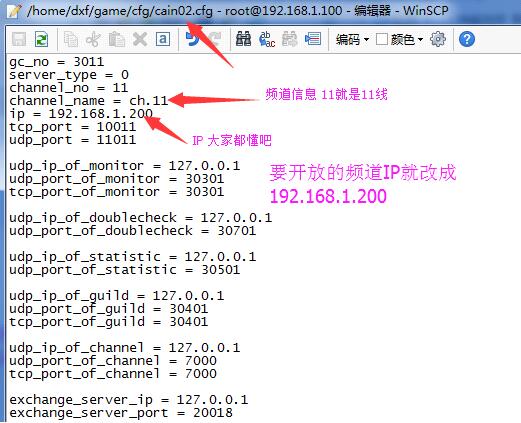 /home/dxf/game/cfg/cain02.cfg - root@192.168.1.100 - 编辑器 - WinSCP
编码 颜色
gc_no = 3011
server_type = 0
channel_no = 11
channel_name = ch.11
频道信息 11就是11线
ip = 192.168.1.200
tcp_port = 10011
udp_port = 11011
IP 大家都懂吧
udp_ip_of_monitor = 127.0.0.1
udp_port_of_monitor = 30301
tcp_port_of_monitor = 30301
要开放的频道IP就改成
192.168.1.200
udp_ip_of_doublecheck = 127.0.0.1
udp_port_of_doublecheck = 30701
udp_ip_of_statistic = 127.0.0.1
udp_port_of_statistic = 30501
udp_ip_of_guild = 127.0.0.1
udp_port_of_guild = 30401
tcp_port_of_guild = 30401
udp_ip_of_channel = 127.0.0.1
udp_port_of_channel = 7000
tcp_port_of_channel = 7000
exchange_server_ip = 127.0.0.1
exchange_server_port = 20018